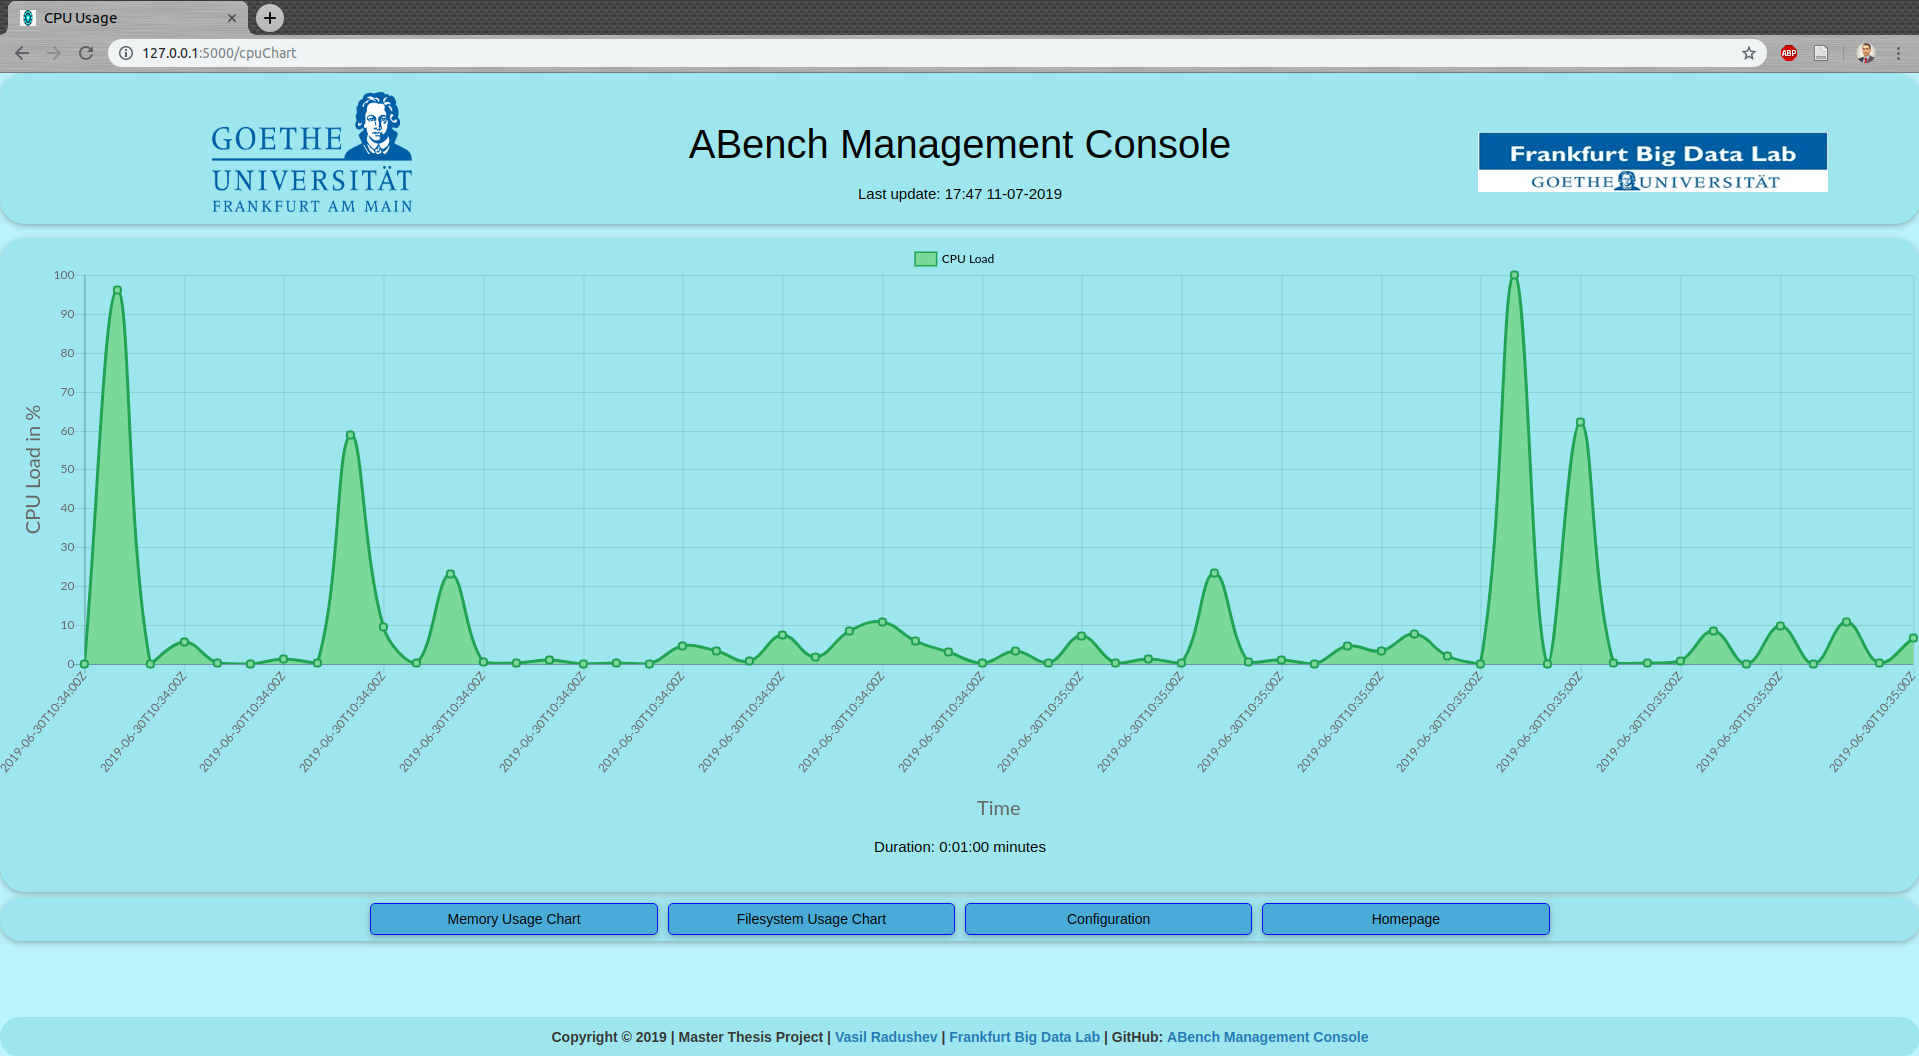 CPU Usage
127.0.0.1:5000/cpuChart
ABP
GOETHE
UNIVERSITÄT
FRANKFURT AM MAIN
ABench Management Console
Last update: 17:47 11-07-2019
Frankfurt Big Data Lab
GOETHE UNIVERSITÄT
CPU Load
100
90
80
70
60
50
40
30
20
10
0
CPU Load in %
2019-06-30T10:34:00Z
2019-06-30T10:34:00Z
2019-06-30T10:34:00Z
2019-06-30T10:34:00Z
2019-06-30T10:34:00Z
2019-06-30T10:34:00Z
2019-06-30T10:34:00Z
2019-06-30T10:34:00Z
2019-06-30T10:34:00Z
2019-06-30T10:34:00Z
2019-06-30T10:35:00Z
2019-06-30T10:35:00Z
2019-06-30T10:35:00Z
2019-06-30T10:35:00Z
2019-06-30T10:35:00Z
2019-06-30T10:35:00Z
2019-06-30T10:35:00Z
2019-06-30T10:35:00Z
2019-06-30T10:35:00Z
Time
Duration: 0:01:00 minutes
Memory Usage Chart
Filesystem Usage Chart
Configuration
Homepage
Copyright © 2019 | Master Thesis Project | Vasil Radushev | Frankfurt Big Data Lab | GitHub: ABench Management Console